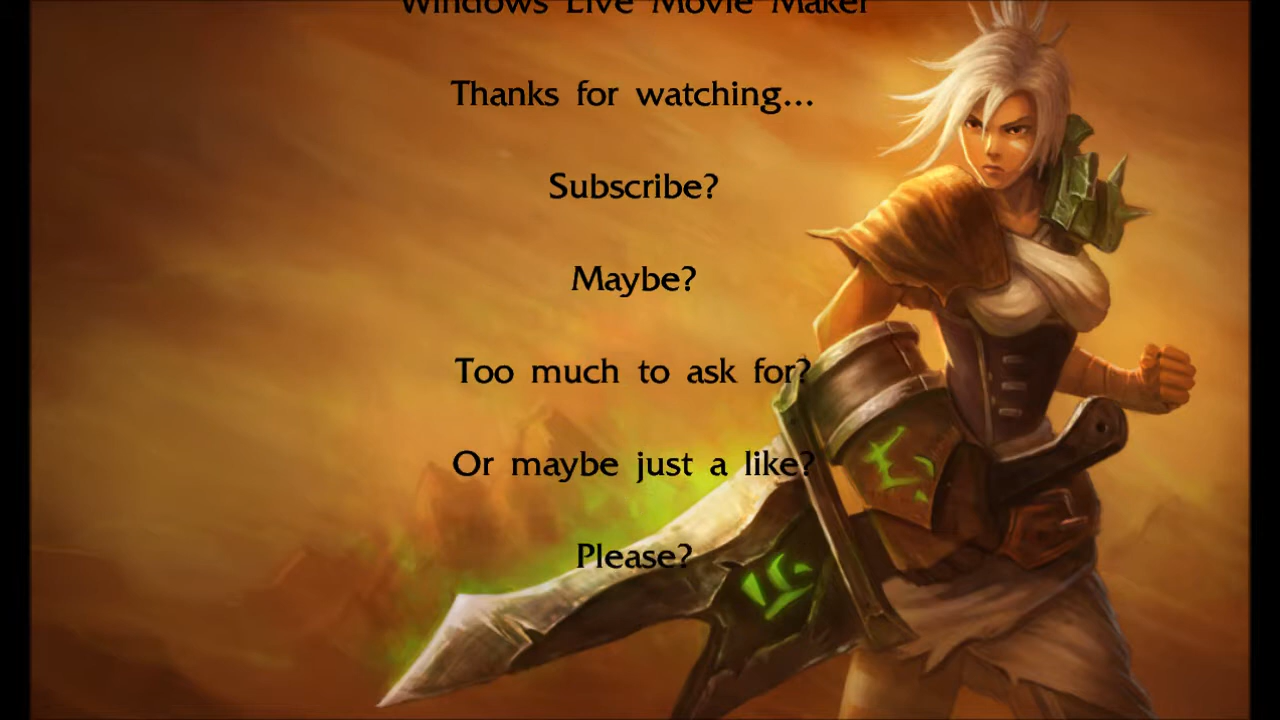 Windows Live Movie Maker
Thanks for watching...
Subscribe?
Maybe?
Too much to ask for?
Or maybe just a like?
Please?